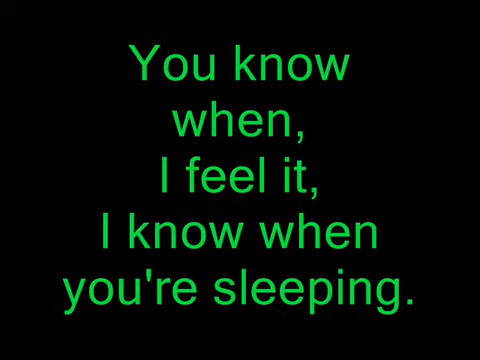 You know
when,
I feel it,
I know when
you're sleeping.